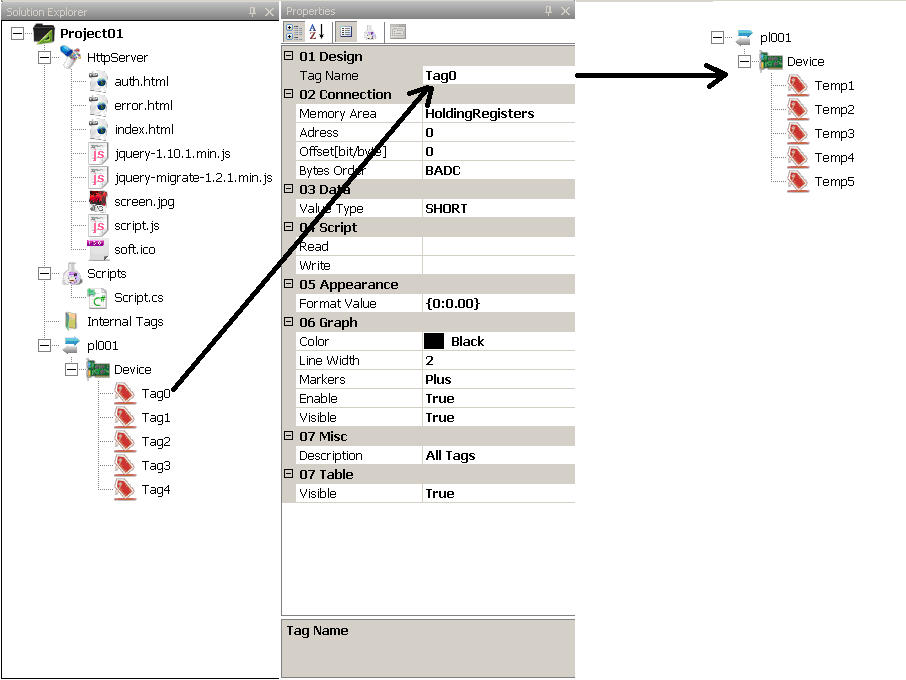 Solution Explorer
Project01
HttpServer
auth.html
error.html
index.html
jquery-1.10.1.min.js
jquery-migrate-1.2.1.min.js
screen.jpg
script.js
soft.ico
Scripts
Script.cs
Internal Tags
pl001
Device
Tag0
Tag1
Tag2
Tag3
Tag4
Properties
01 Design
Tag Name Tag0
02 Connection
Memory Area HoldingRegisters
Adress 0
Offset[bit/byte] 0
Bytes Order BADC
03 Data
Value Type SHORT
04 Script
Read
Write
05 Appearance
Format Value {0:0.00}
06 Graph
Color Black
Line Width 2
Markers Plus
Enable True
Visible True
07 Misc
Description All Tags
07 Table
Visible True
Tag Name
pl001
Device
Temp1
Temp2
Temp3
Temp4
Temp5